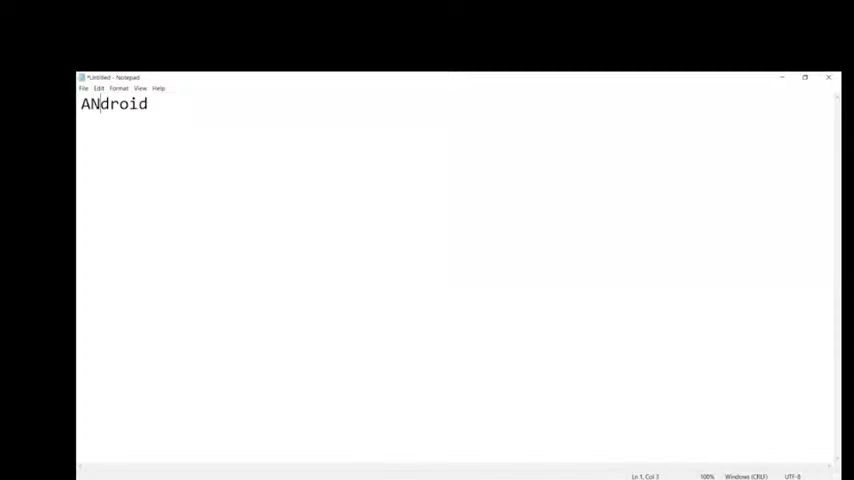 *Untitled - Notepad
File Edit Format View Help
ANdroid
Ln 1, Col 3 100% Windows (CRLF) UTF-8